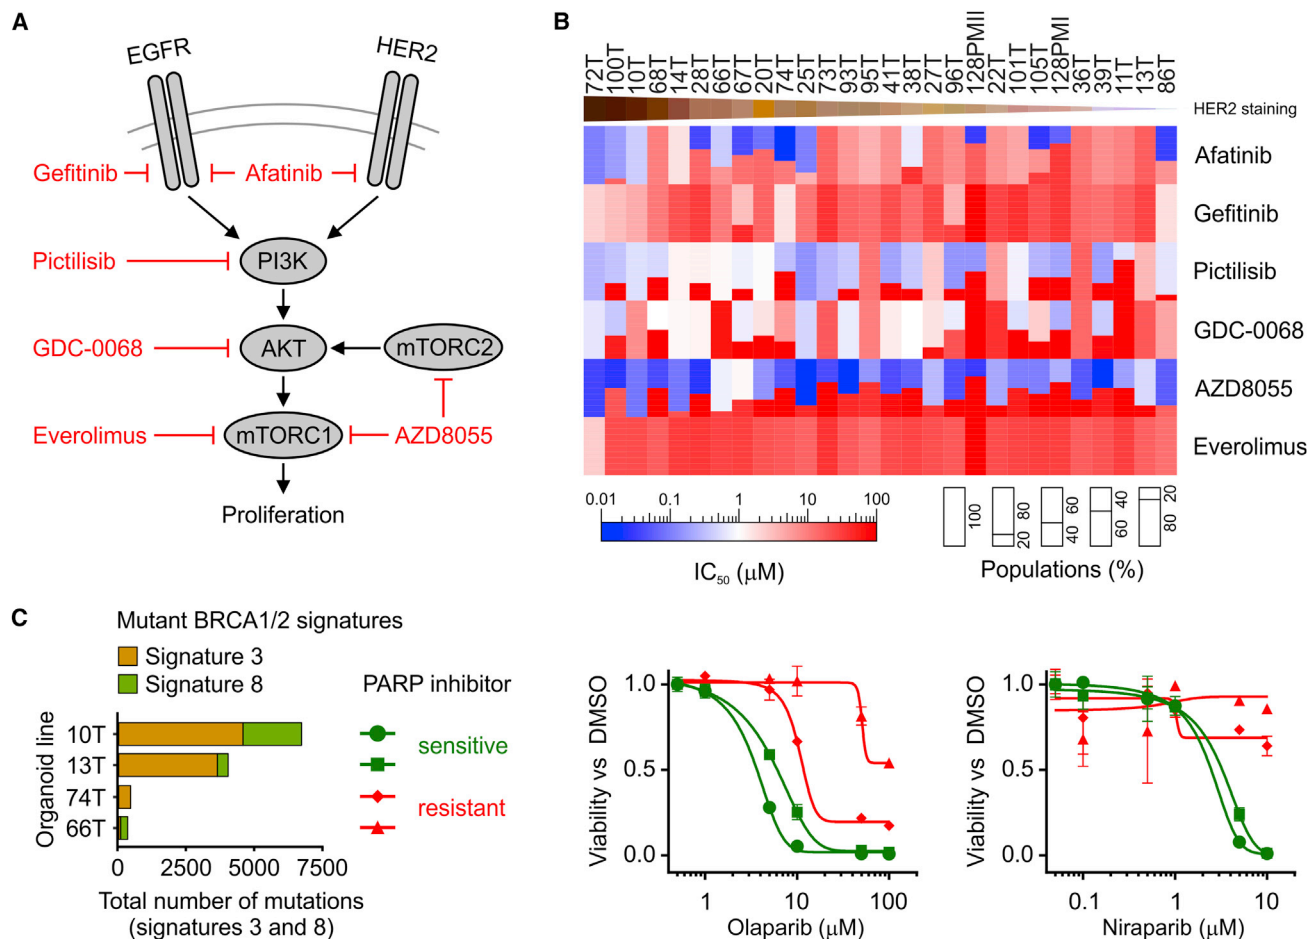 A
EGFR
HER2
Gefitinib
Afatinib
Pictilisib
PI3K
GDC-0068
AKT
mTORC2
Everolimus
mTORC1
AZD8055
Proliferation
B
72T
100T
10T
68T
14T
28T
66T
67T
20T
74T
25T
73T
93T
95T
41T
38T
27T
96T
128PMII
22T
101T
105T
128PMI
36T
39T
11T
13T
86T
HER2 staining
Afatinib
Gefitinib
Pictilisib
GDC-0068
AZD8055
Everolimus
0.01 0.1 1 10 100
IC50 (μM)
100
20 80
40 60
60 40
80 20
Populations (%)
C
Mutant BRCA1/2 signatures
Signature 3
Signature 8
PARP inhibitor
sensitive
resistant
Organoid line
10T
13T
74T
66T
0 2500 5000 7500
Total number of mutations
(signatures 3 and 8)
Viability vs DMSO
1.0
0.5
0.0
1 10 100
Olaparib (μM)
Viability vs DMSO
1.0
0.5
0.0
0.1 1 10
Niraparib (μM)